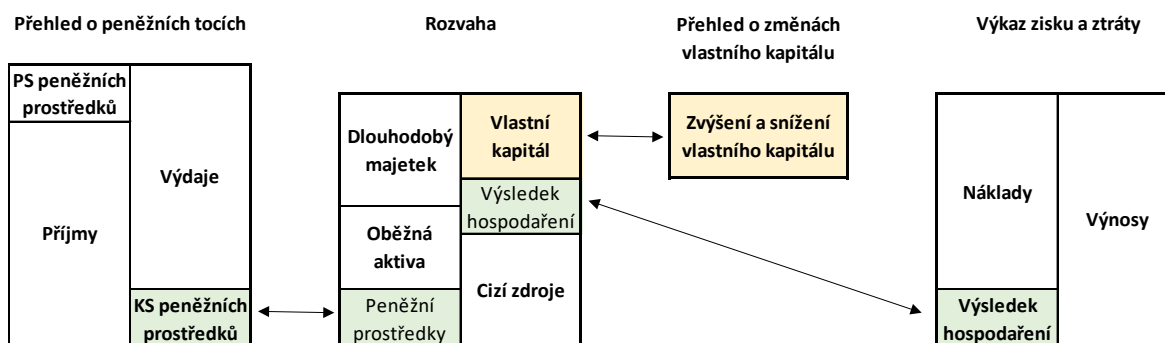 Přehled o peněžních tocích
Rozvaha
Přehled o změnách
vlastního kapitálu
Výkaz zisku a ztráty
PS peněžních
prostředků
Příjmy
Výdaje
KS peněžních
prostředků
Dlouhodobý
majetek
Oběžná
aktiva
Peněžní
prostředky
Vlastní
kapitál
Výsledek
hospodaření
Cizí zdroje
Zvýšení a snížení
vlastního kapitálu
Náklady
Výsledek
hospodaření
Výnosy